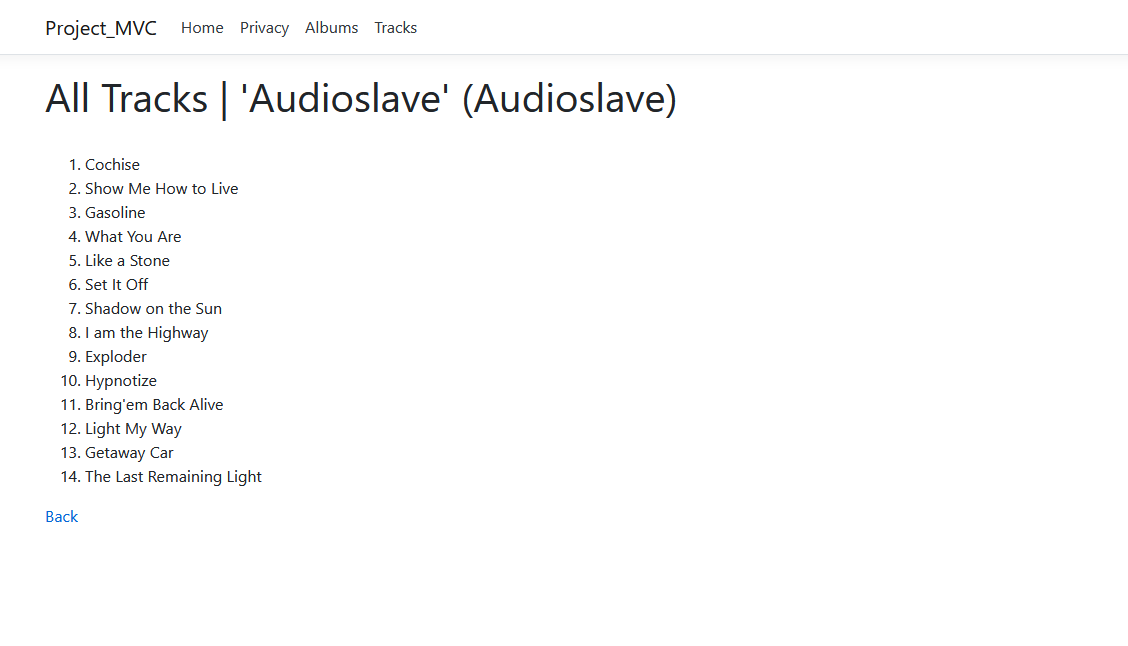 Project_MVC Home Privacy Albums Tracks
All Tracks | 'Audioslave' (Audioslave)
1. Cochise
2. Show Me How to Live
3. Gasoline
4. What You Are
5. Like a Stone
6. Set It Off
7. Shadow on the Sun
8. I am the Highway
9. Exploder
10. Hypnotize
11. Bring'em Back Alive
12. Light My Way
13. Getaway Car
14. The Last Remaining Light
Back